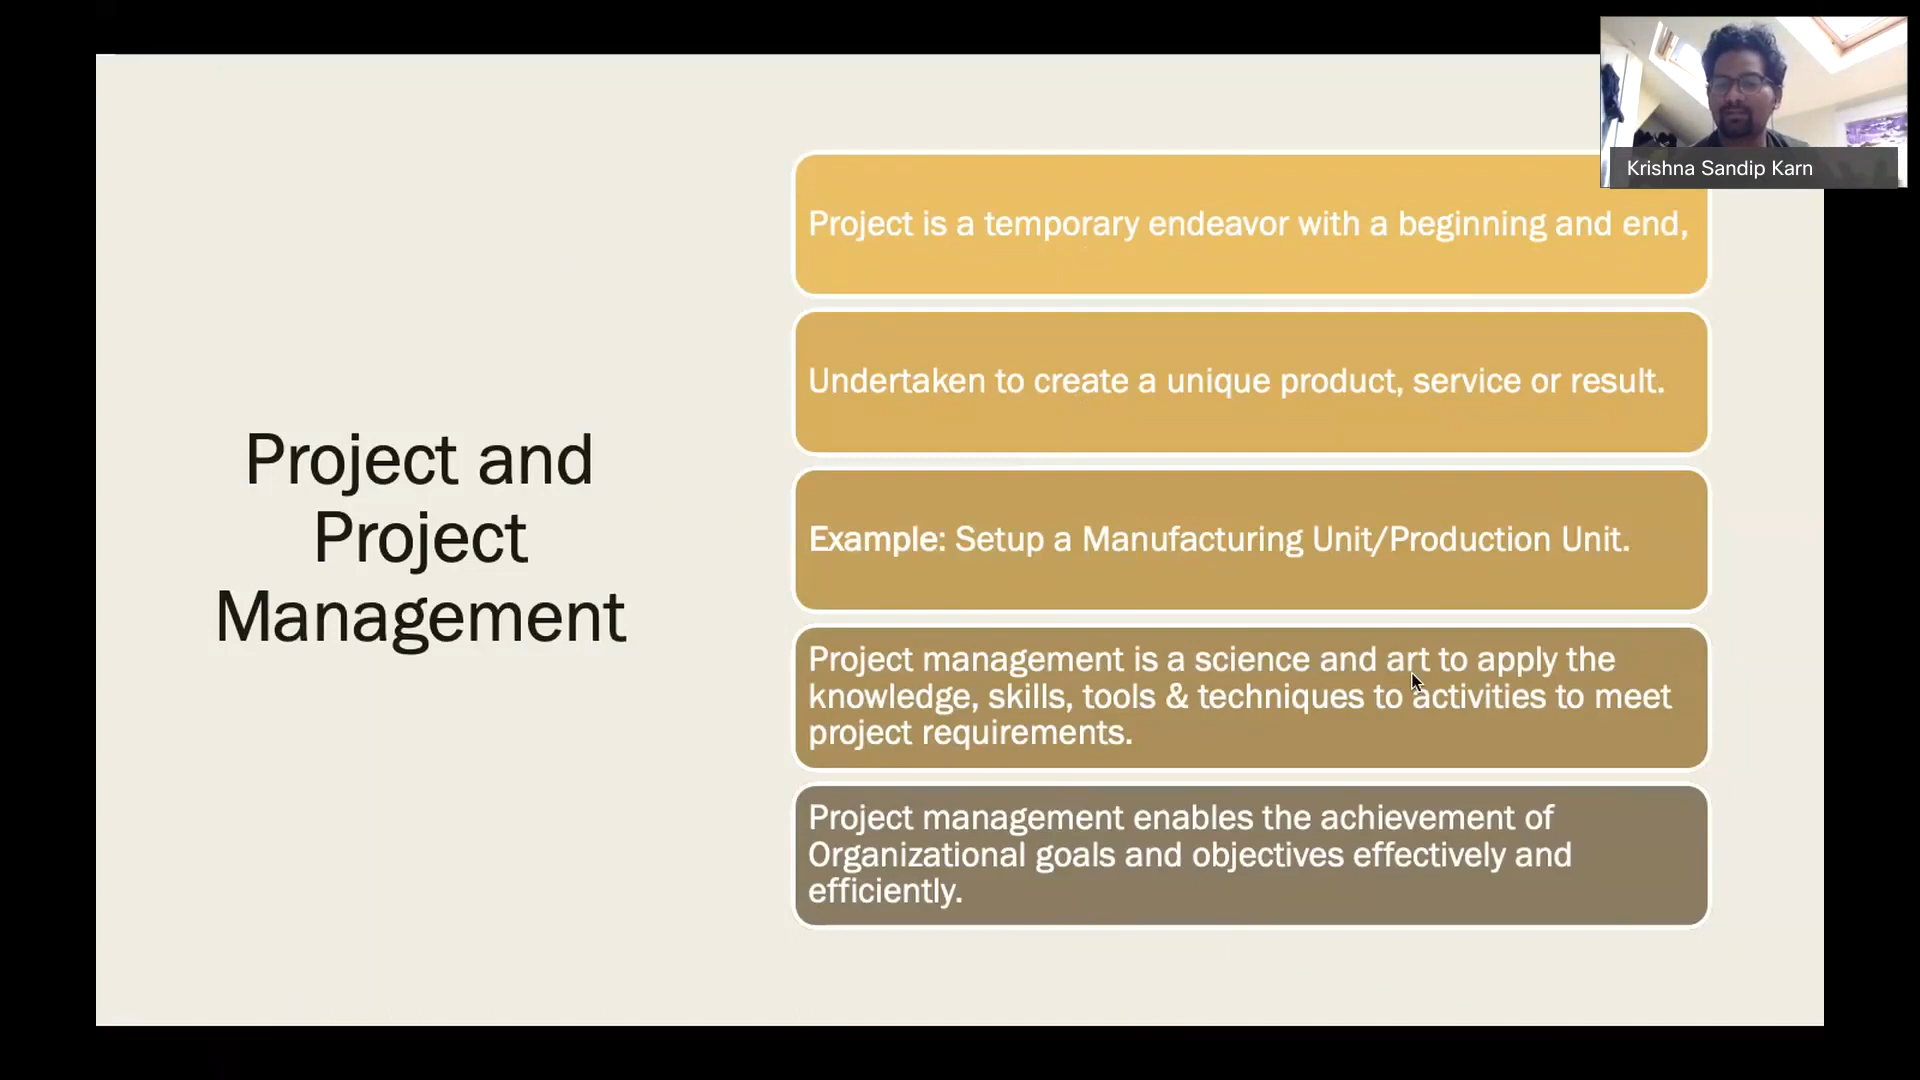 Krishna Sandip Karn
Project and
Project
Management
Project is a temporary endeavor with a beginning and end,
Undertaken to create a unique product, service or result.
Example: Setup a Manufacturing Unit/Production Unit.
Project management is a science and art to apply the
knowledge, skills, tools & techniques to activities to meet
project requirements.
Project management enables the achievement of
Organizational goals and objectives effectively and
efficiently.